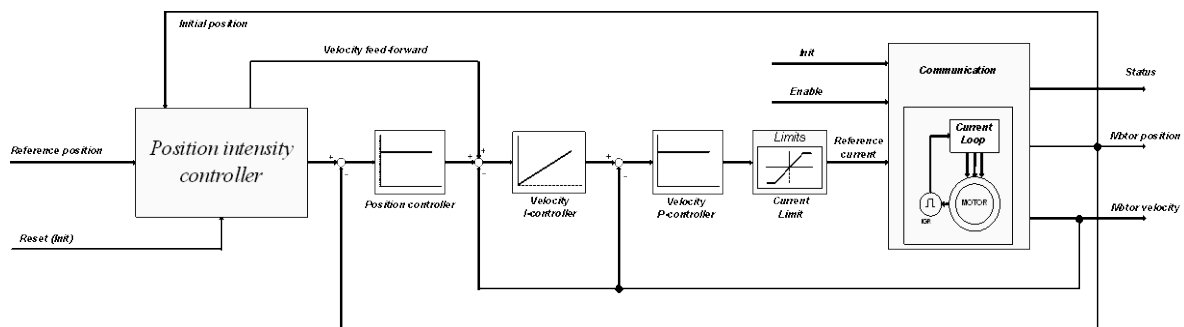 Initial position
Velocity feed-forward
Init
Communication
Status
Enable
Position intensity
controller
Reference position
Limits
Reference
current
Current
Loop
Motor position
Position controller
Velocity
I-controller
Velocity
P-controller
Current
Limit
MOTOR
IGR
Motor velocity
Reset (Init)
+
-
+
+
-
+
-